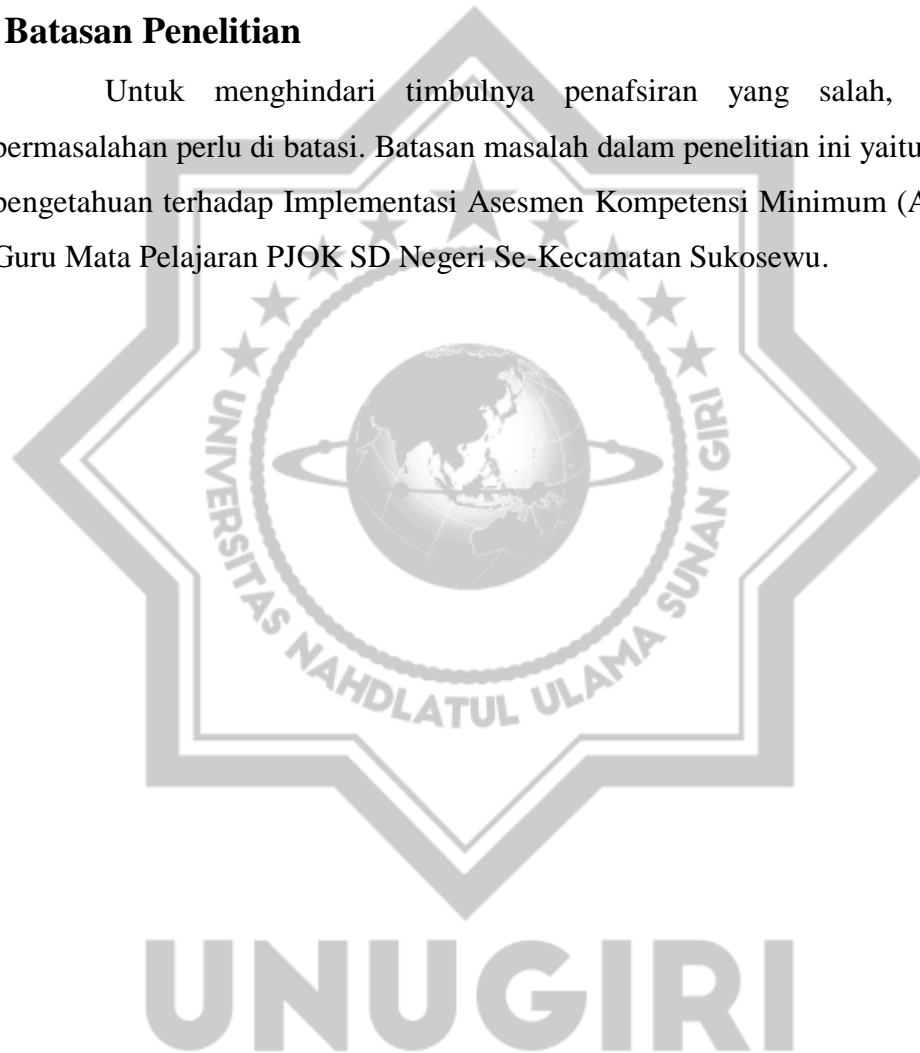 Batasan Penelitian
Untuk menghindari timbulnya penafsiran yang salah,
permasalahan perlu di batasi. Batasan masalah dalam penelitian ini yaitu
pengetahuan terhadap Implementasi Asesmen Kompetensi Minimum (A
Guru Mata Pelajaran PJOK SD Negeri Se-Kecamatan Sukosewu.
UNIVERSITAS NAHDLATUL ULAMA SUNAN GIRI
UNUGIRI